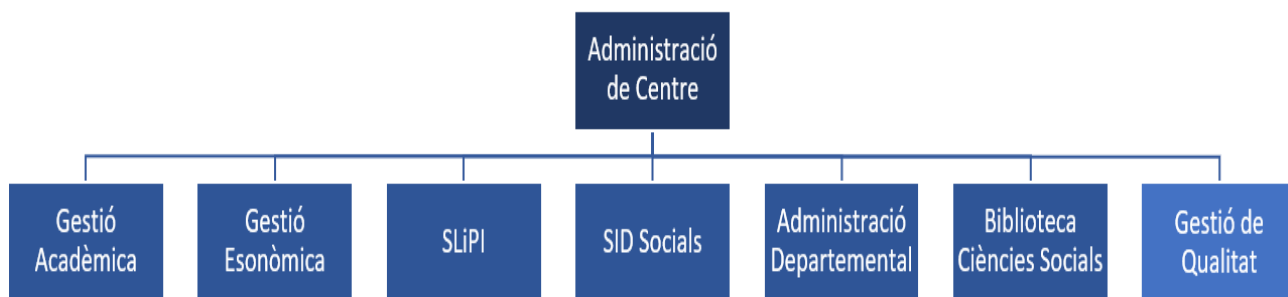 Administració
de Centre
Gestió
Acadèmica
Gestió
Esonòmica
SLiPI
SID Socials
Administració
Departemental
Biblioteca
Ciències Socials
Gestió de
Qualitat